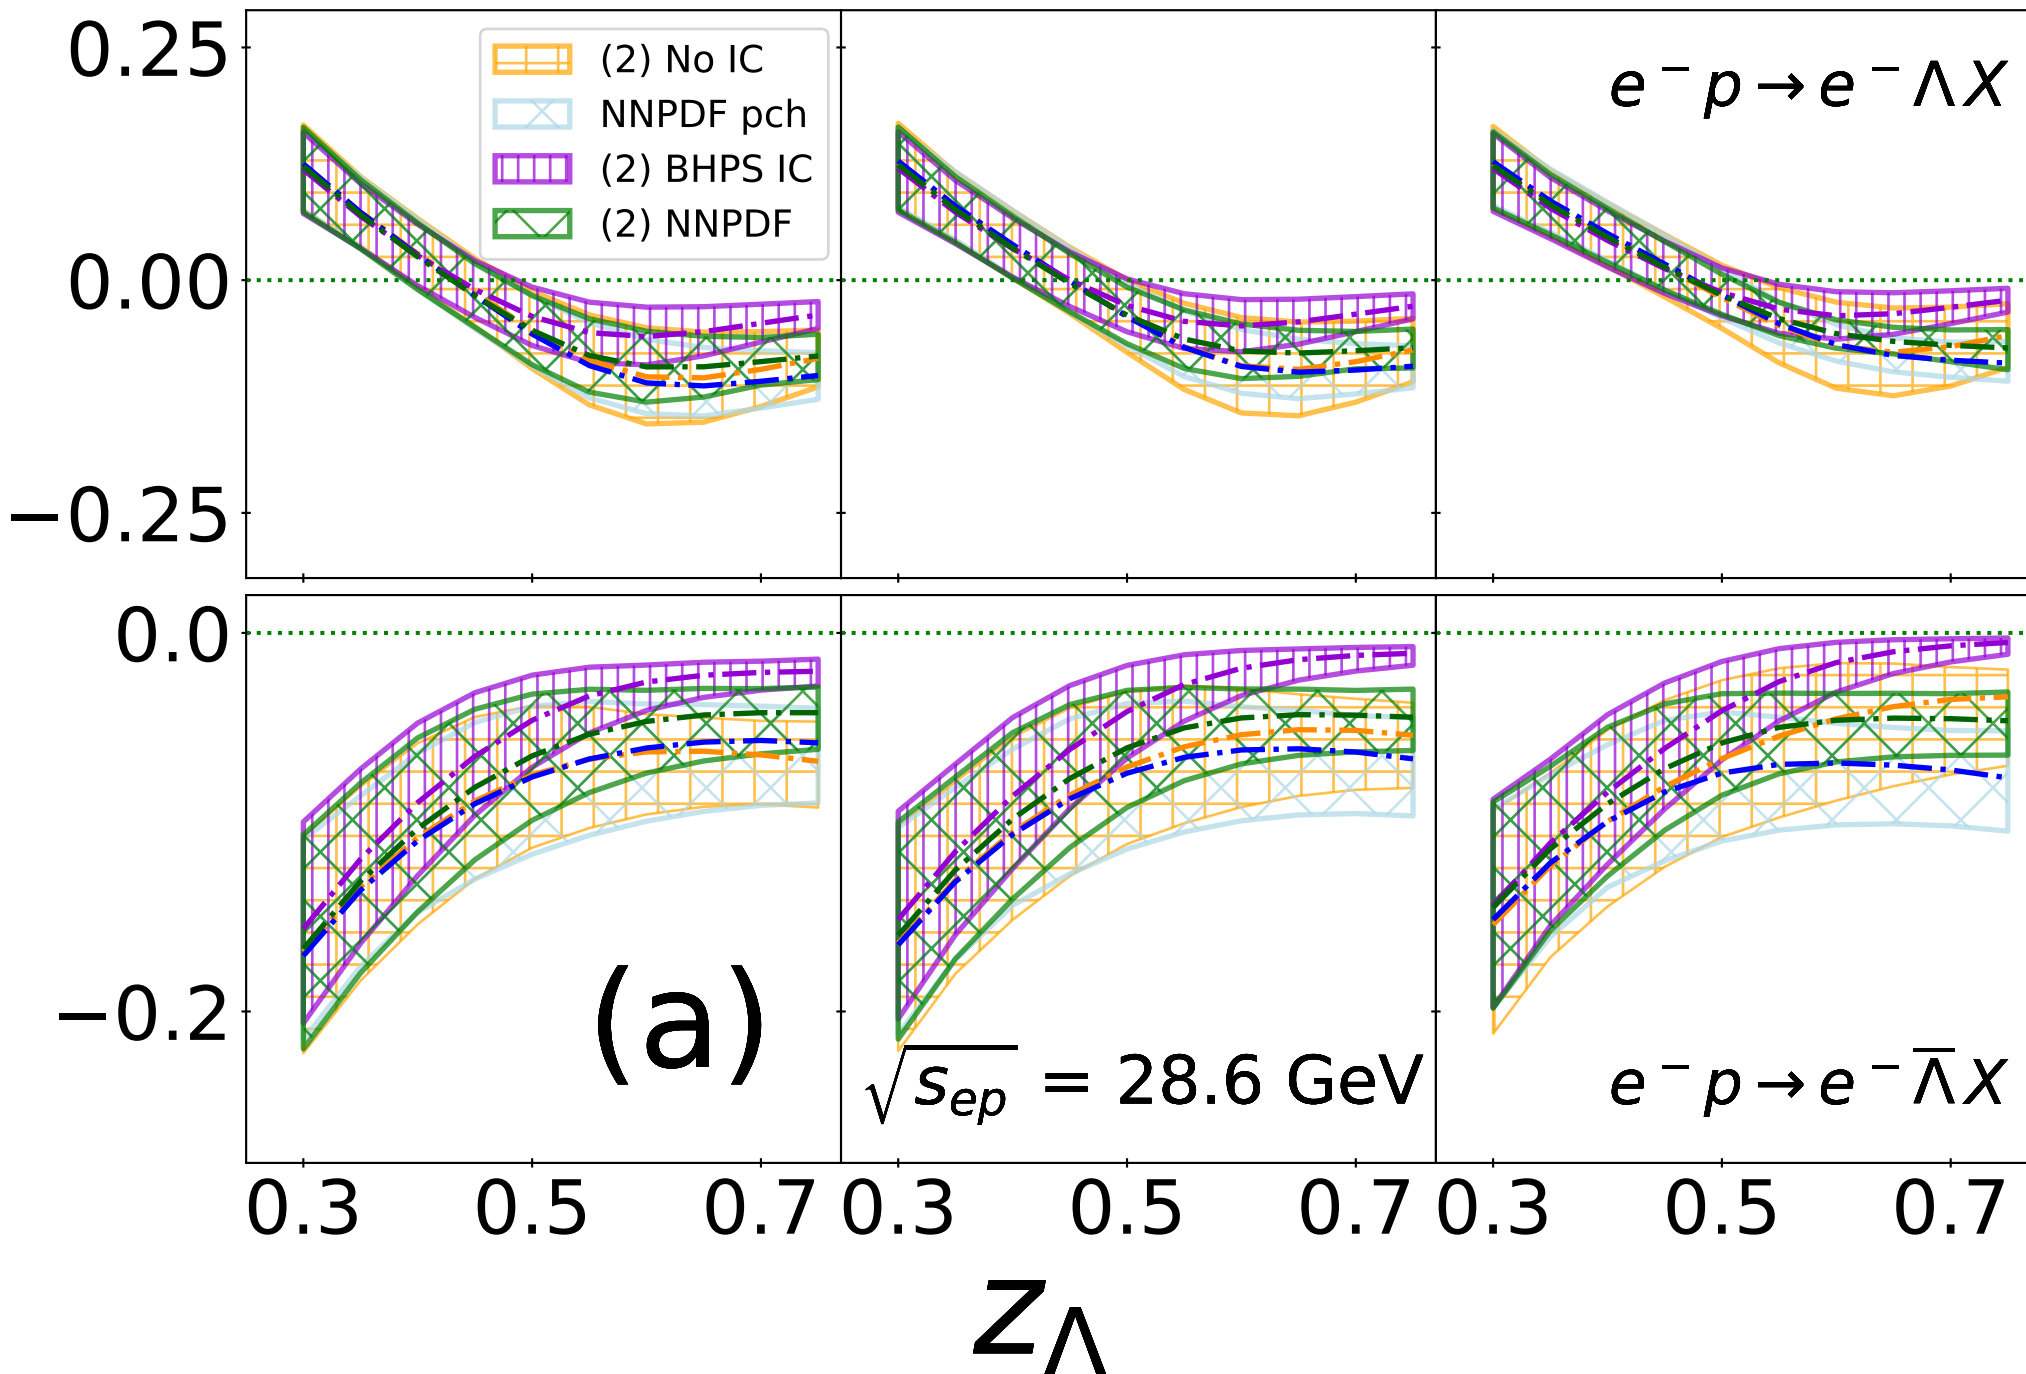 0.25
0.00
−0.25
(2) No IC
NNPDF pch
(2) BHPS IC
(2) NNPDF
e⁻p → e⁻ΛX
0.0
−0.2
(a)
√s_ep = 28.6 GeV
e⁻p → e⁻Λ̅X
0.3 0.5 0.7 0.3 0.5 0.7 0.3 0.5 0.7
z_Λ